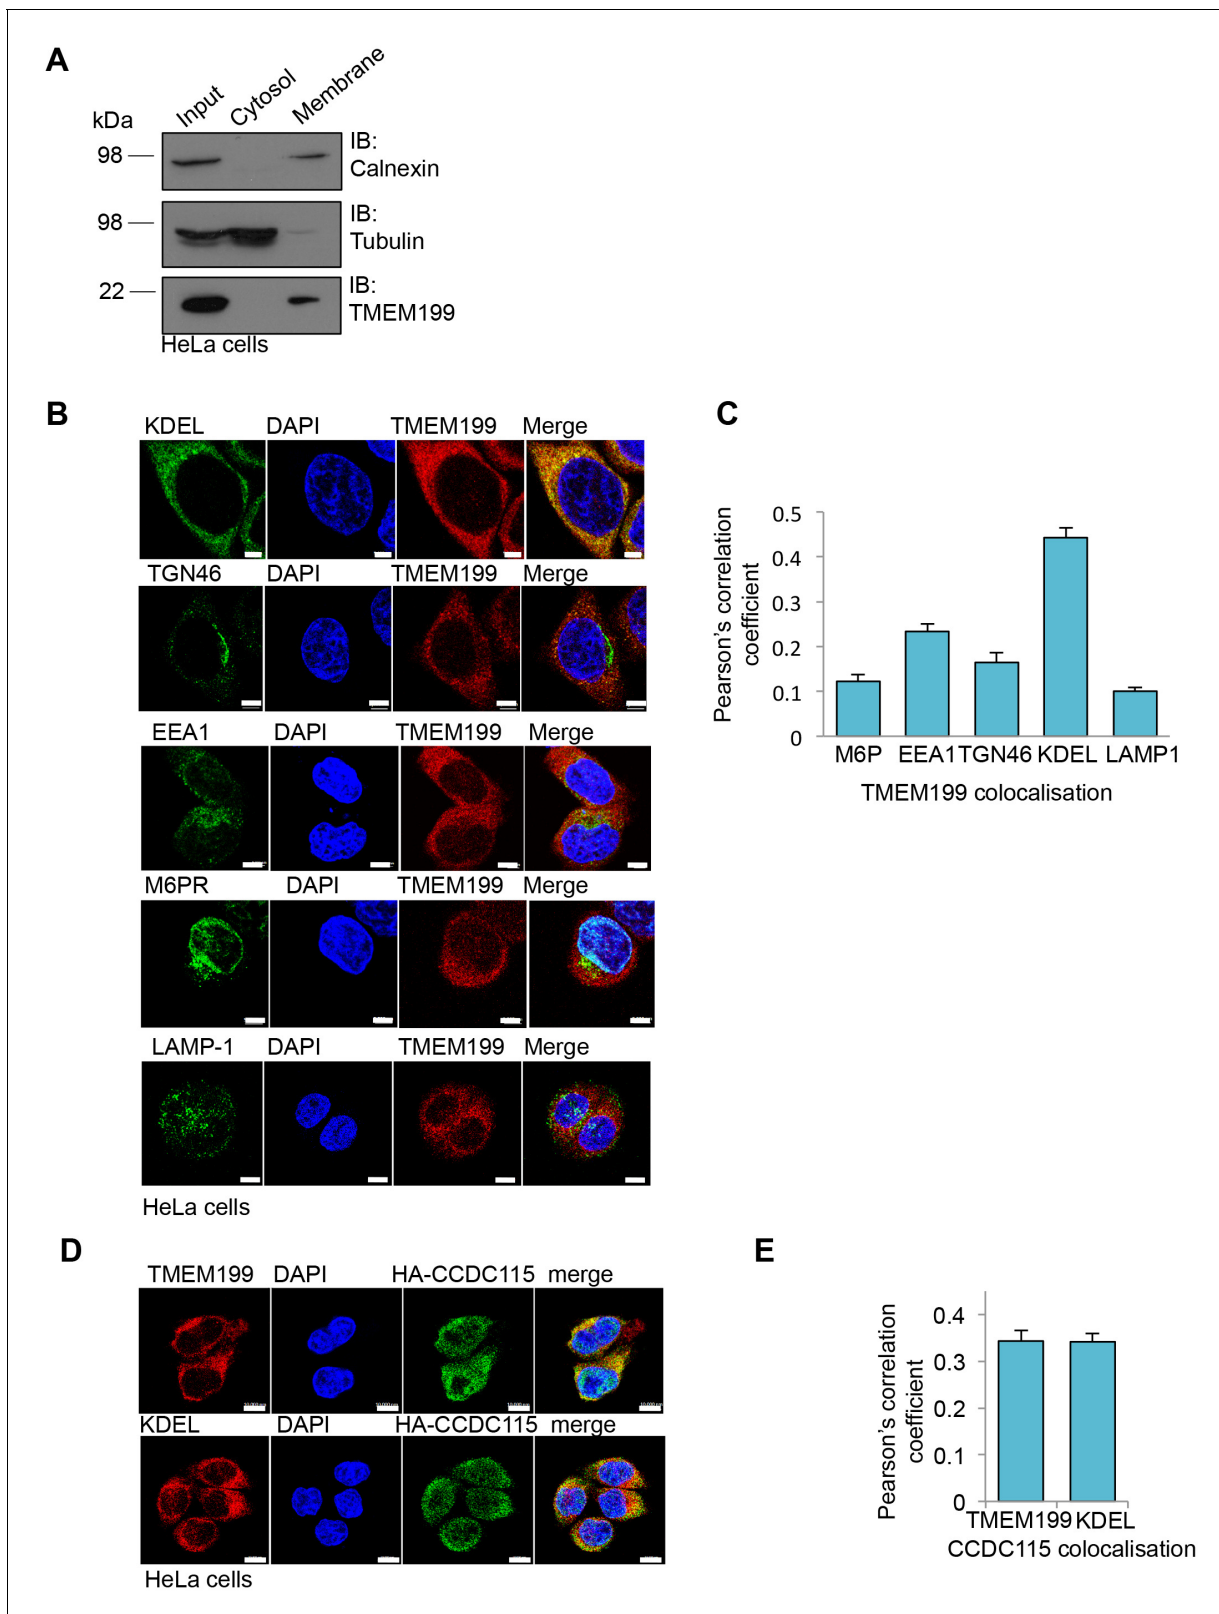 A
Input Cytosol Membrane
kDa
98
IB:
Calnexin
98
IB:
Tubulin
22
IB:
TMEM199
HeLa cells
B
KDEL DAPI TMEM199 Merge
TGN46 DAPI TMEM199 Merge
EEA1 DAPI TMEM199 Merge
M6PR DAPI TMEM199 Merge
LAMP-1 DAPI TMEM199 Merge
HeLa cells
C
Pearson's correlation
coefficient
0.5
0.4
0.3
0.2
0.1
0
M6P EEA1 TGN46 KDEL LAMP1
TMEM199 colocalisation
D
TMEM199 DAPI HA-CCDC115 merge
KDEL DAPI HA-CCDC115 merge
HeLa cells
E
Pearson's correlation
coefficient
0.4
0.3
0.2
0.1
0
TMEM199 KDEL
CCDC115 colocalisation